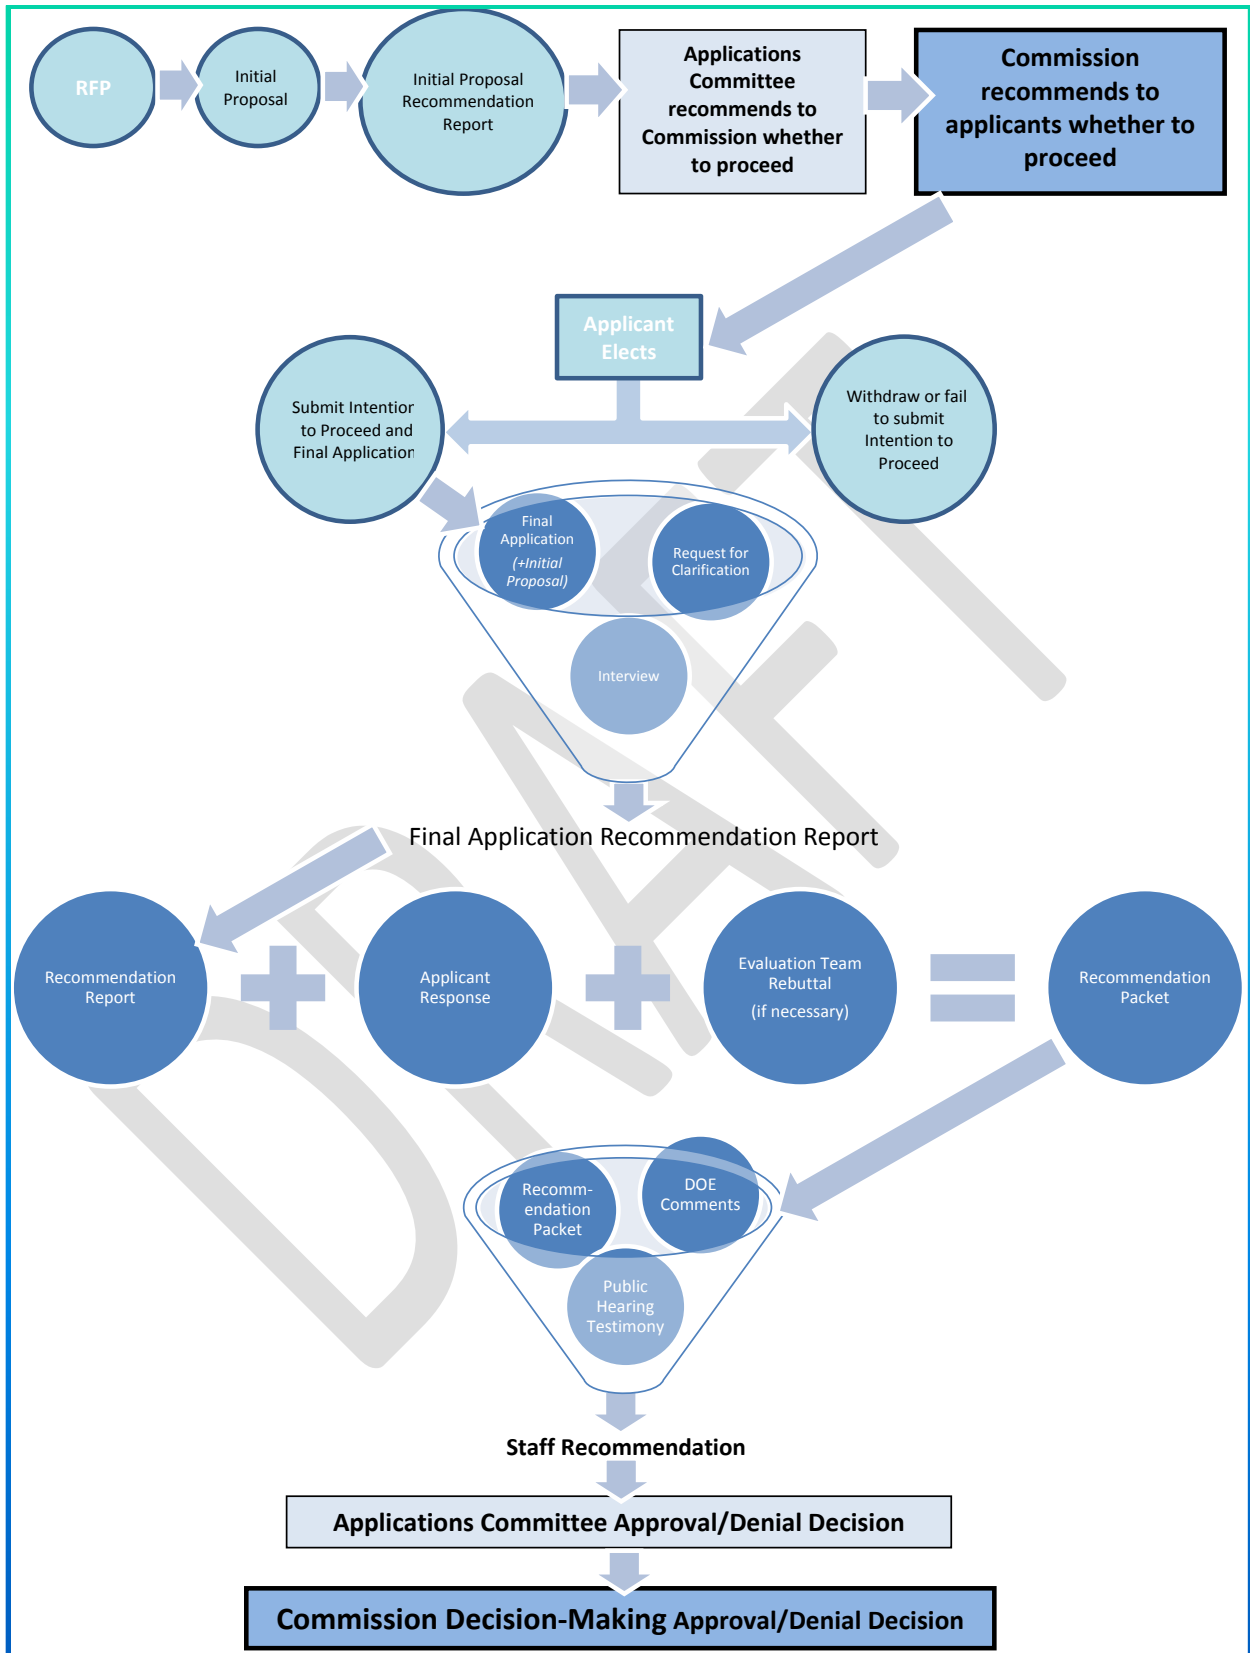 RFP
Initial
Proposal
Initial Proposal
Recommendation
Report
Applications
Committee
recommends to
Commission whether
to proceed
Commission
recommends to
applicants whether to
proceed
Applicant
Elects
Submit Intention
to Proceed and
Final Application
Withdraw or fail
to submit
Intention to
Proceed
Final
Application
(+Initial
Proposal)
Request for
Clarification
Interview
Final Application Recommendation Report
Recommendation
Report
Applicant
Response
Evaluation Team
Rebuttal
(if necessary)
Recommendation
Packet
Recomm-
endation
Packet
DOE
Comments
Public
Hearing
Testimony
Staff Recommendation
Applications Committee Approval/Denial Decision
Commission Decision-Making Approval/Denial Decision
DRAFT